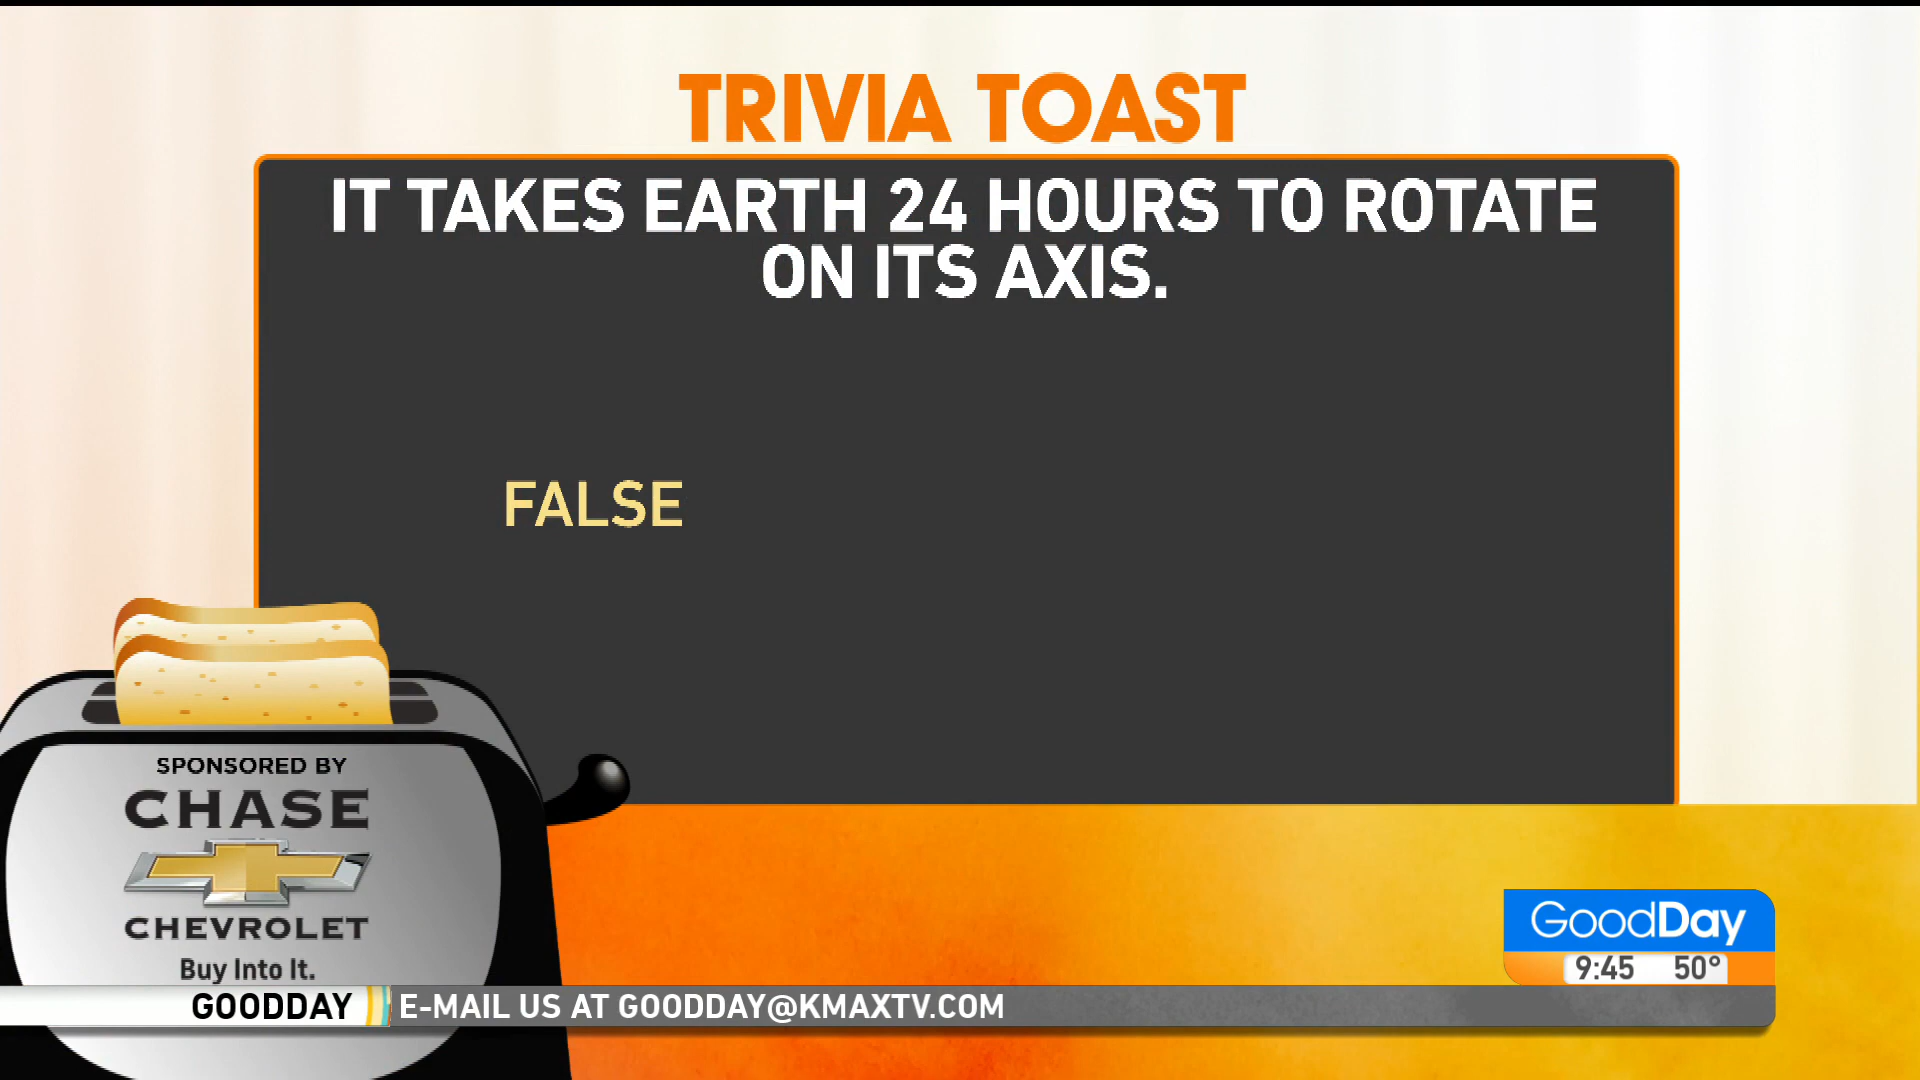 TRIVIA TOAST
IT TAKES EARTH 24 HOURS TO ROTATE
ON ITS AXIS.
FALSE
SPONSORED BY
CHASE
CHEVROLET
Buy Into It.
GoodDay
9:45 50°
GOODDAY E-MAIL US AT GOODDAY@KMAXTV.COM